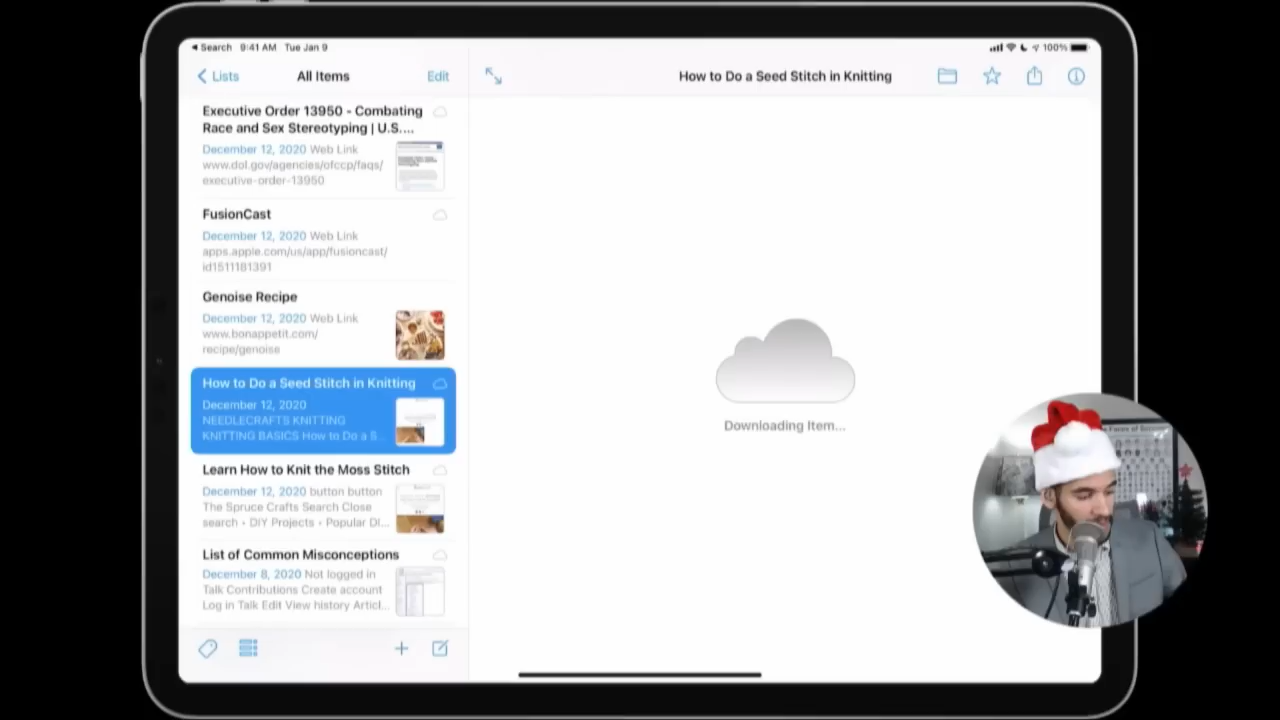 Search 9:41 AM Tue Jan 9
100%
Lists
All Items
Edit
How to Do a Seed Stitch in Knitting
Executive Order 13950 - Combating
Race and Sex Stereotyping | U.S....
December 12, 2020 Web Link
www.dol.gov/agencies/ofccp/faqs/
executive-order-13950
FusionCast
December 12, 2020 Web Link
apps.apple.com/us/app/fusioncast/
id1511181391
Genoise Recipe
December 12, 2020 Web Link
www.bonappetit.com/
recipe/genoise
How to Do a Seed Stitch in Knitting
December 12, 2020
NEEDLECRAFTS KNITTING
KNITTING BASICS How to Do a S...
Learn How to Knit the Moss Stitch
December 12, 2020 button button
The Spruce Crafts Search Close
search • DIY Projects • Popular DI...
List of Common Misconceptions
December 8, 2020 Not logged in
Talk Contributions Create account
Log in Talk Edit View history Articl...
Downloading Item...